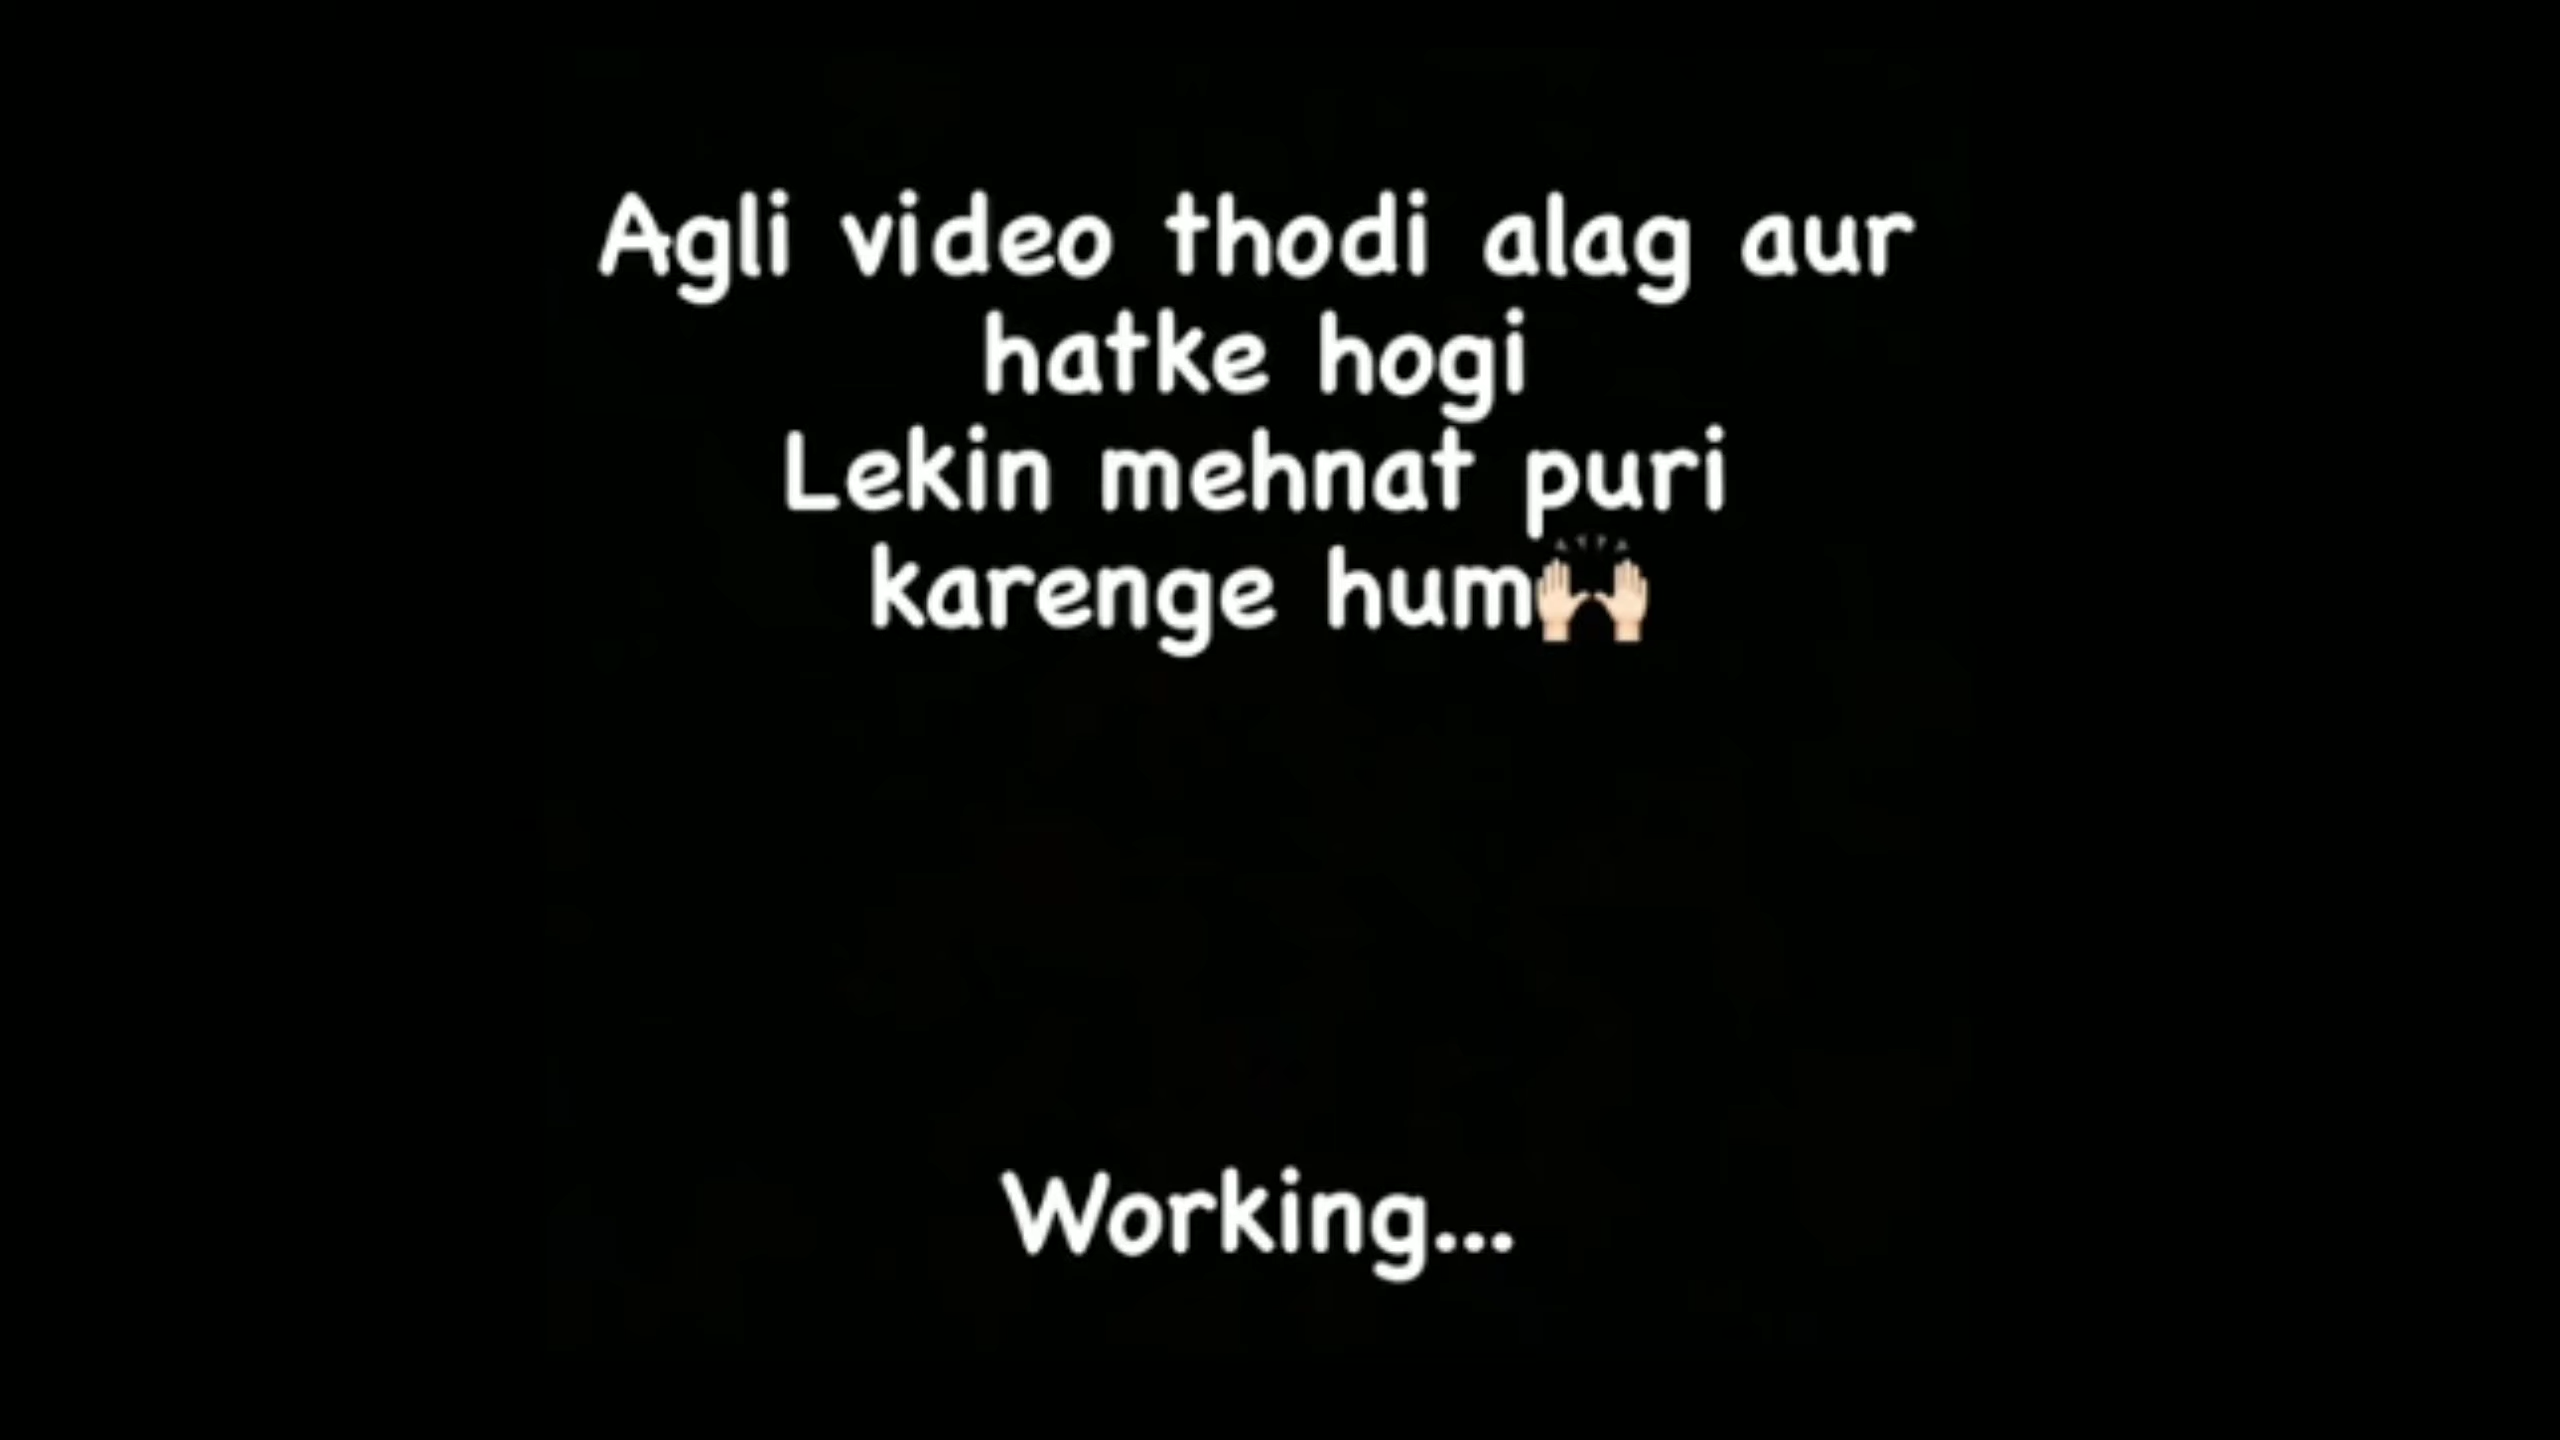 Agli video thodi alag aur
hatke hogi
Lekin mehnat puri
karenge hum🙌🏻
Working...